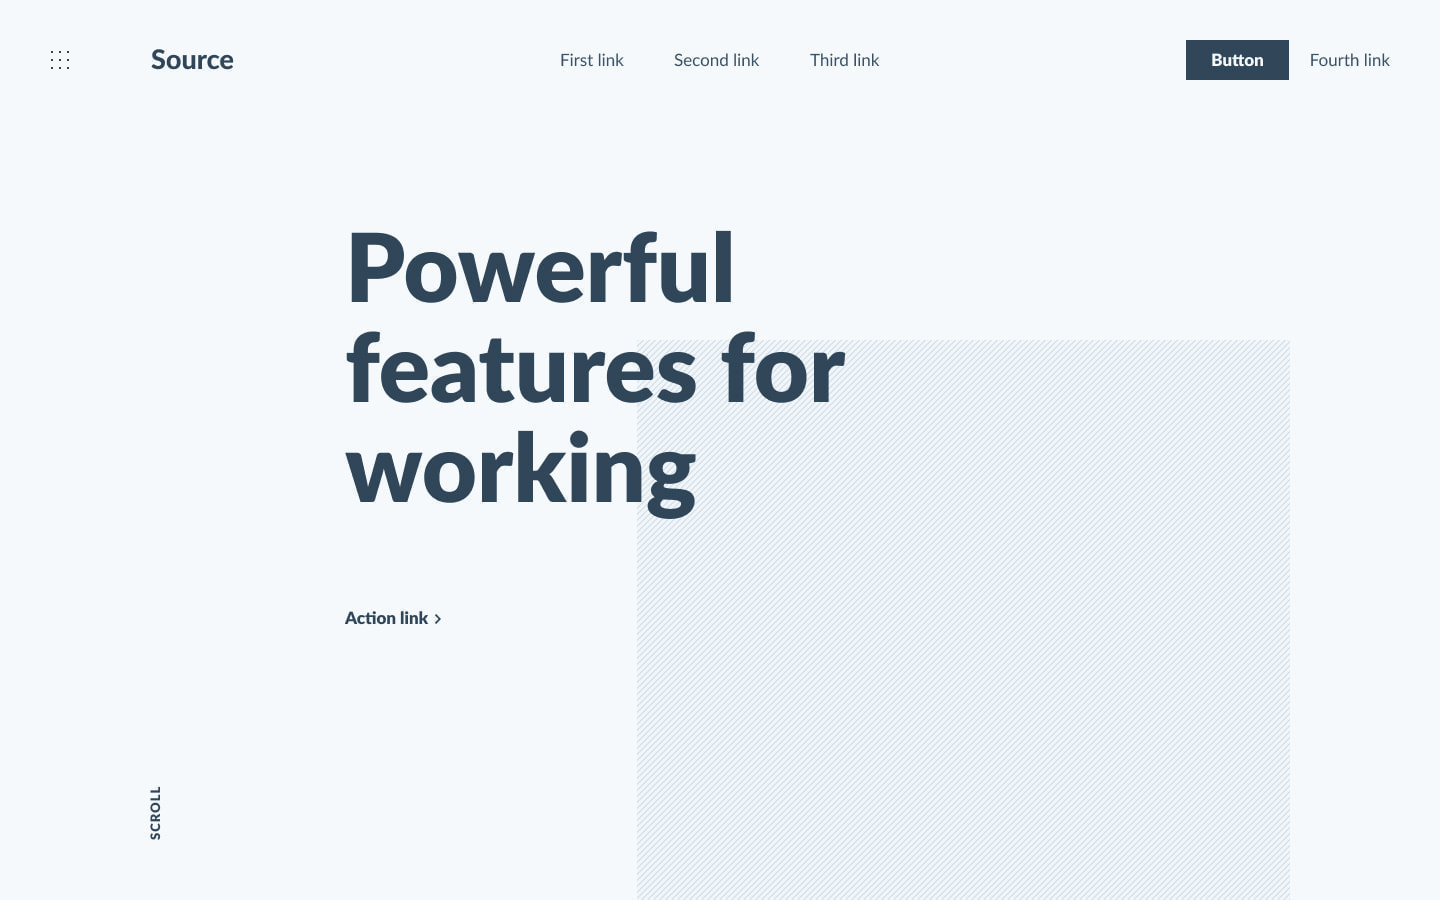 Source
First link
Second link
Third link
Button
Fourth link
Powerful
features for
working
Action link
SCROLL